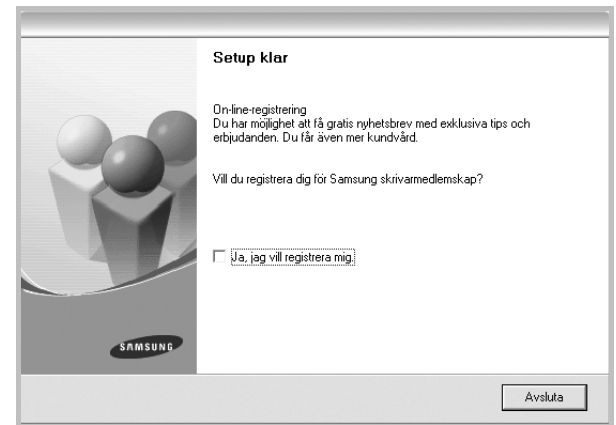 Setup klar
On-line-registrering
Du har möjlighet att få gratis nyhetsbrev med exklusiva tips och
erbjudanden. Du får även mer kundvård.
Vill du registrera dig för Samsung skrivarmedlemskap?
Ja, jag vill registrera mig.
SAMSUNG
Avsluta